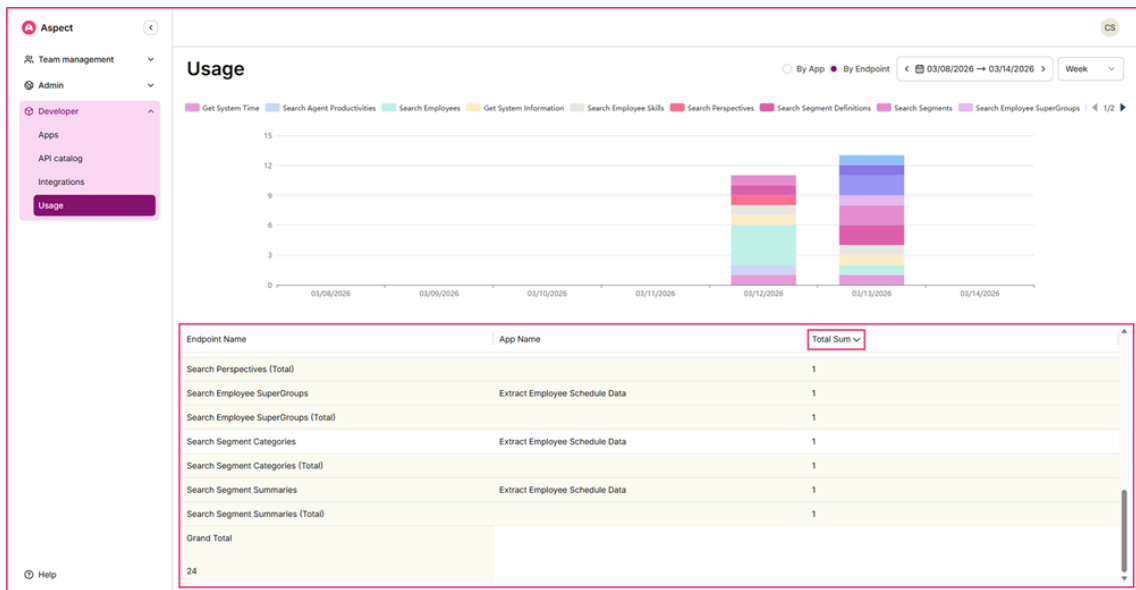 Aspect
CS
Team management
Admin
Developer
Apps
API catalog
Integrations
Usage
Help
Usage
By App By Endpoint 03/08/2026 → 03/14/2026 Week
Get System Time Search Agent Productivities Search Employees Get System Information Search Employee Skills Search Perspectives Search Segment Definitions Search Segments Search Employee SuperGroups 1/2
15
12
9
6
3
0
03/08/2026 03/09/2026 03/10/2026 03/11/2026 03/12/2026 03/13/2026 03/14/2026
Endpoint Name App Name Total Sum
Search Perspectives (Total) 1
Search Employee SuperGroups Extract Employee Schedule Data 1
Search Employee SuperGroups (Total) 1
Search Segment Categories Extract Employee Schedule Data 1
Search Segment Categories (Total) 1
Search Segment Summaries Extract Employee Schedule Data 1
Search Segment Summaries (Total) 1
Grand Total
24